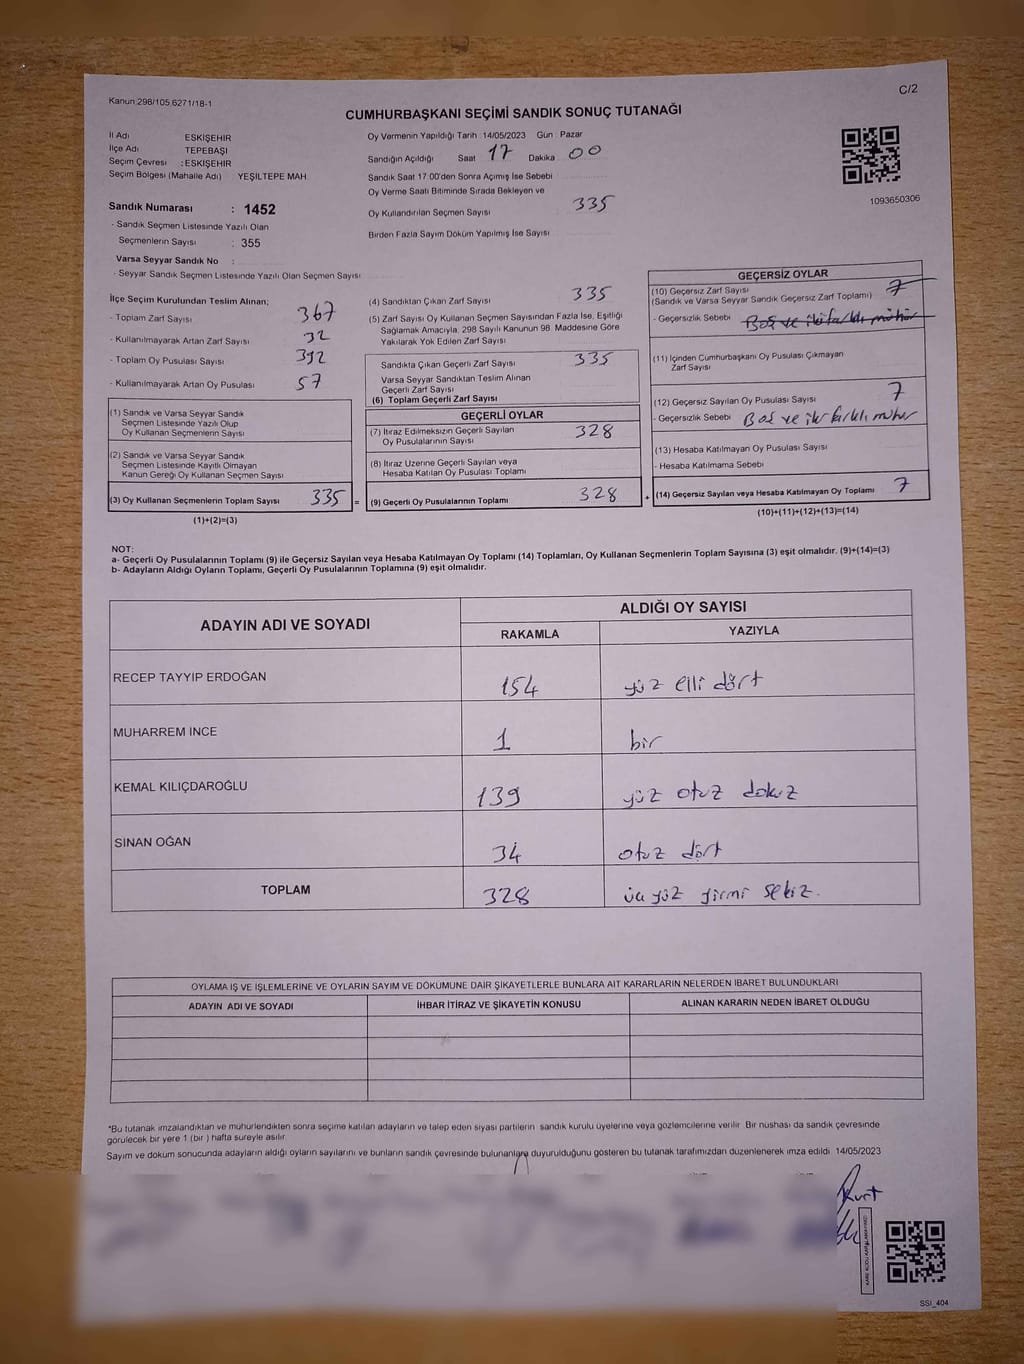 Kanun:298/105,6271/18-1
C/2
CUMHURBAŞKANI SEÇİMİ SANDIK SONUÇ TUTANAĞI
İl Adı ESKİŞEHİR
İlçe Adı TEPEBAŞI
Seçim Çevresi : ESKİŞEHİR
Seçim Bölgesi (Mahalle Adı) YEŞİLTEPE MAH.
Oy Vermenin Yapıldığı Tarih : 14/05/2023 Gün : Pazar
Sandığın Açıldığı Saat 17 Dakika 00
Sandık Saat 17:00'den Sonra Açılmış İse Sebebi
Oy Verme Saati Bitiminde Sırada Bekleyen ve
Oy Kullandırılan Seçmen Sayısı 335
Birden Fazla Sayım Döküm Yapılmış İse Sayısı
1093650306
Sandık Numarası : 1452
- Sandık Seçmen Listesinde Yazılı Olan
Seçmenlerin Sayısı : 355
Varsa Seyyar Sandık No :
- Seyyar Sandık Seçmen Listesinde Yazılı Olan Seçmen Sayısı
İlçe Seçim Kurulundan Teslim Alınan;
- Toplam Zarf Sayısı 367
- Kullanılmayarak Artan Zarf Sayısı 32
- Toplam Oy Pusulası Sayısı 392
- Kullanılmayarak Artan Oy Pusulası 57
(1) Sandık ve Varsa Seyyar Sandık
Seçmen Listesinde Yazılı Olup
Oy Kullanan Seçmenlerin Sayısı
(2) Sandık ve Varsa Seyyar Sandık
Seçmen Listesinde Kayıtlı Olmayan
Kanun Gereği Oy Kullanan Seçmen Sayısı
(3) Oy Kullanan Seçmenlerin Toplam Sayısı 335 =
(1)+(2)=(3)
(4) Sandıktan Çıkan Zarf Sayısı 335
(5) Zarf Sayısı Oy Kullanan Seçmen Sayısından Fazla İse, Eşitliği
Sağlamak Amacıyla, 298 Sayılı Kanunun 98. Maddesine Göre
Yakılarak Yok Edilen Zarf Sayısı
Sandıkta Çıkan Geçerli Zarf Sayısı 335
Varsa Seyyar Sandıktan Teslim Alınan
Geçerli Zarf Sayısı
(6) Toplam Geçerli Zarf Sayısı
GEÇERLİ OYLAR
(7) İtiraz Edilmeksizin Geçerli Sayılan
Oy Pusulalarının Sayısı 328
(8) İtiraz Üzerine Geçerli Sayılan veya
Hesaba Katılan Oy Pusulası Toplamı
(9) Geçerli Oy Pusulalarının Toplamı 328 +
GEÇERSİZ OYLAR
(10) Geçersiz Zarf Sayısı 7
(Sandık ve Varsa Seyyar Sandık Geçersiz Zarf Toplamı)
- Geçersizlik Sebebi Boş ve iki farklı mühür
(11) İçinden Cumhurbaşkanı Oy Pusulası Çıkmayan
Zarf Sayısı
(12) Geçersiz Sayılan Oy Pusulası Sayısı 7
- Geçersizlik Sebebi Boş ve iki farklı mühür
(13) Hesaba Katılmayan Oy Pusulası Sayısı
- Hesaba Katılmama Sebebi
(14) Geçersiz Sayılan veya Hesaba Katılmayan Oy Toplamı 7
(10)+(11)+(12)+(13)=(14)
NOT:
a- Geçerli Oy Pusulalarının Toplamı (9) ile Geçersiz Sayılan veya Hesaba Katılmayan Oy Toplamı (14) Toplamları, Oy Kullanan Seçmenlerin Toplam Sayısına (3) eşit olmalıdır. (9)+(14)=(3)
b- Adayların Aldığı Oyların Toplamı, Geçerli Oy Pusulalarının Toplamına (9) eşit olmalıdır.
ADAYIN ADI VE SOYADI
ALDIĞI OY SAYISI
RAKAMLA YAZIYLA
RECEP TAYYİP ERDOĞAN 154 yüz elli dört
MUHARREM İNCE 1 bir
KEMAL KILIÇDAROĞLU 139 yüz otuz dokuz
SİNAN OĞAN 34 otuz dört
TOPLAM 328 üç yüz yirmi sekiz.
OYLAMA İŞ VE İŞLEMLERİNE VE OYLARIN SAYIM VE DÖKÜMÜNE DAİR ŞİKAYETLERLE BUNLARA AİT KARARLARIN NELERDEN İBARET BULUNDUKLARI
ADAYIN ADI VE SOYADI İHBAR İTİRAZ VE ŞİKAYETİN KONUSU ALINAN KARARIN NEDEN İBARET OLDUĞU
*Bu tutanak imzalandıktan ve mühürlendikten sonra seçime katılan adayların ve talep eden siyasi partilerin sandık kurulu üyelerine veya gözlemcilerine verilir. Bir nüshası da sandık çevresinde
görülecek bir yere 1 (bir ) hafta süreyle asılır.
Sayım ve döküm sonucunda adayların aldığı oyların sayılarını ve bunların sandık çevresinde bulunanlara duyurulduğunu gösteren bu tutanak tarafımızdan düzenlenerek imza edildi. 14/05/2023
Kurt
SSI_404